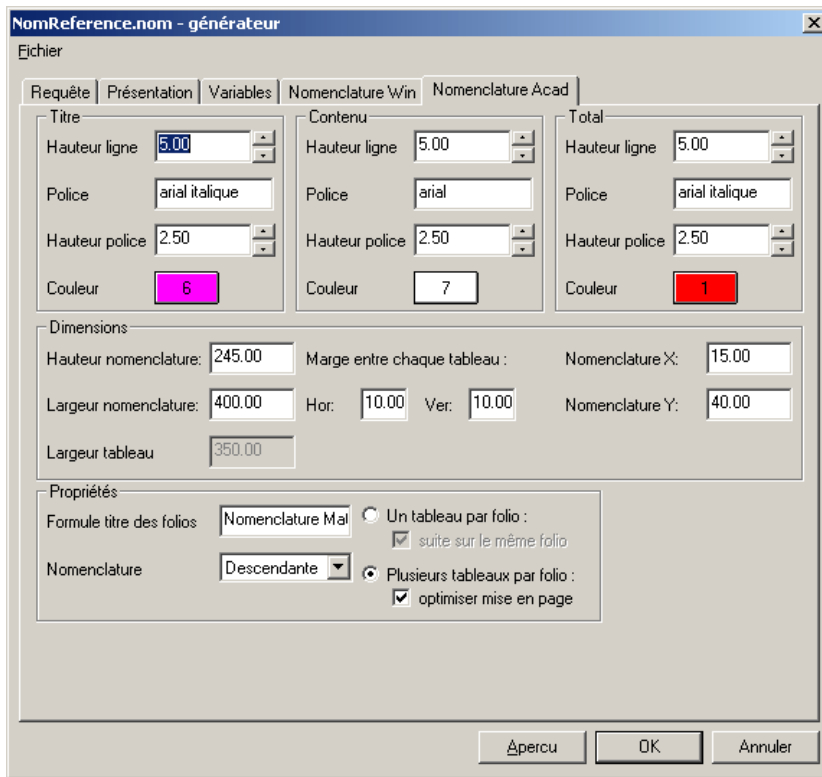 NomReference.nom - générateur
Fichier
Requête Présentation Variables Nomenclature Win Nomenclature Acad
Titre Contenu Total
Hauteur ligne 5.00 Hauteur ligne 5.00 Hauteur ligne 5.00
Police arial italique Police arial Police arial italique
Hauteur police 2.50 Hauteur police 2.50 Hauteur police 2.50
Couleur 6 Couleur 7 Couleur 1
Dimensions
Hauteur nomenclature: 245.00 Marge entre chaque tableau : Nomenclature X: 15.00
Largeur nomenclature: 400.00 Hor: 10.00 Ver: 10.00 Nomenclature Y: 40.00
Largeur tableau 350.00
Propriétés
Formule titre des folios Nomenclature Mat Un tableau par folio :
suite sur le même folio
Nomenclature Descendante Plusieurs tableaux par folio :
optimiser mise en page
Apercu OK Annuler